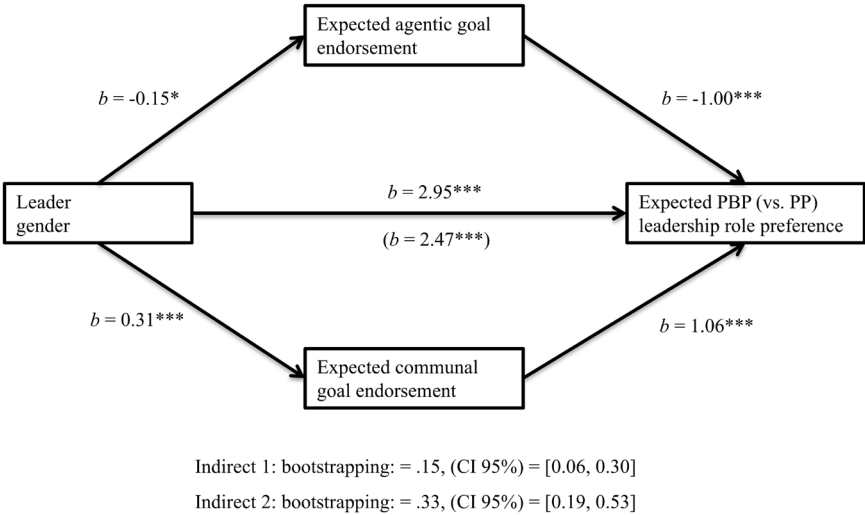 Expected agentic goal
endorsement
b = -0.15*
b = -1.00***
Leader
gender
b = 2.95***
(b = 2.47***)
Expected PBP (vs. PP)
leadership role preference
b = 0.31***
b = 1.06***
Expected communal
goal endorsement
Indirect 1: bootstrapping: = .15, (CI 95%) = [0.06, 0.30]
Indirect 2: bootstrapping: = .33, (CI 95%) = [0.19, 0.53]